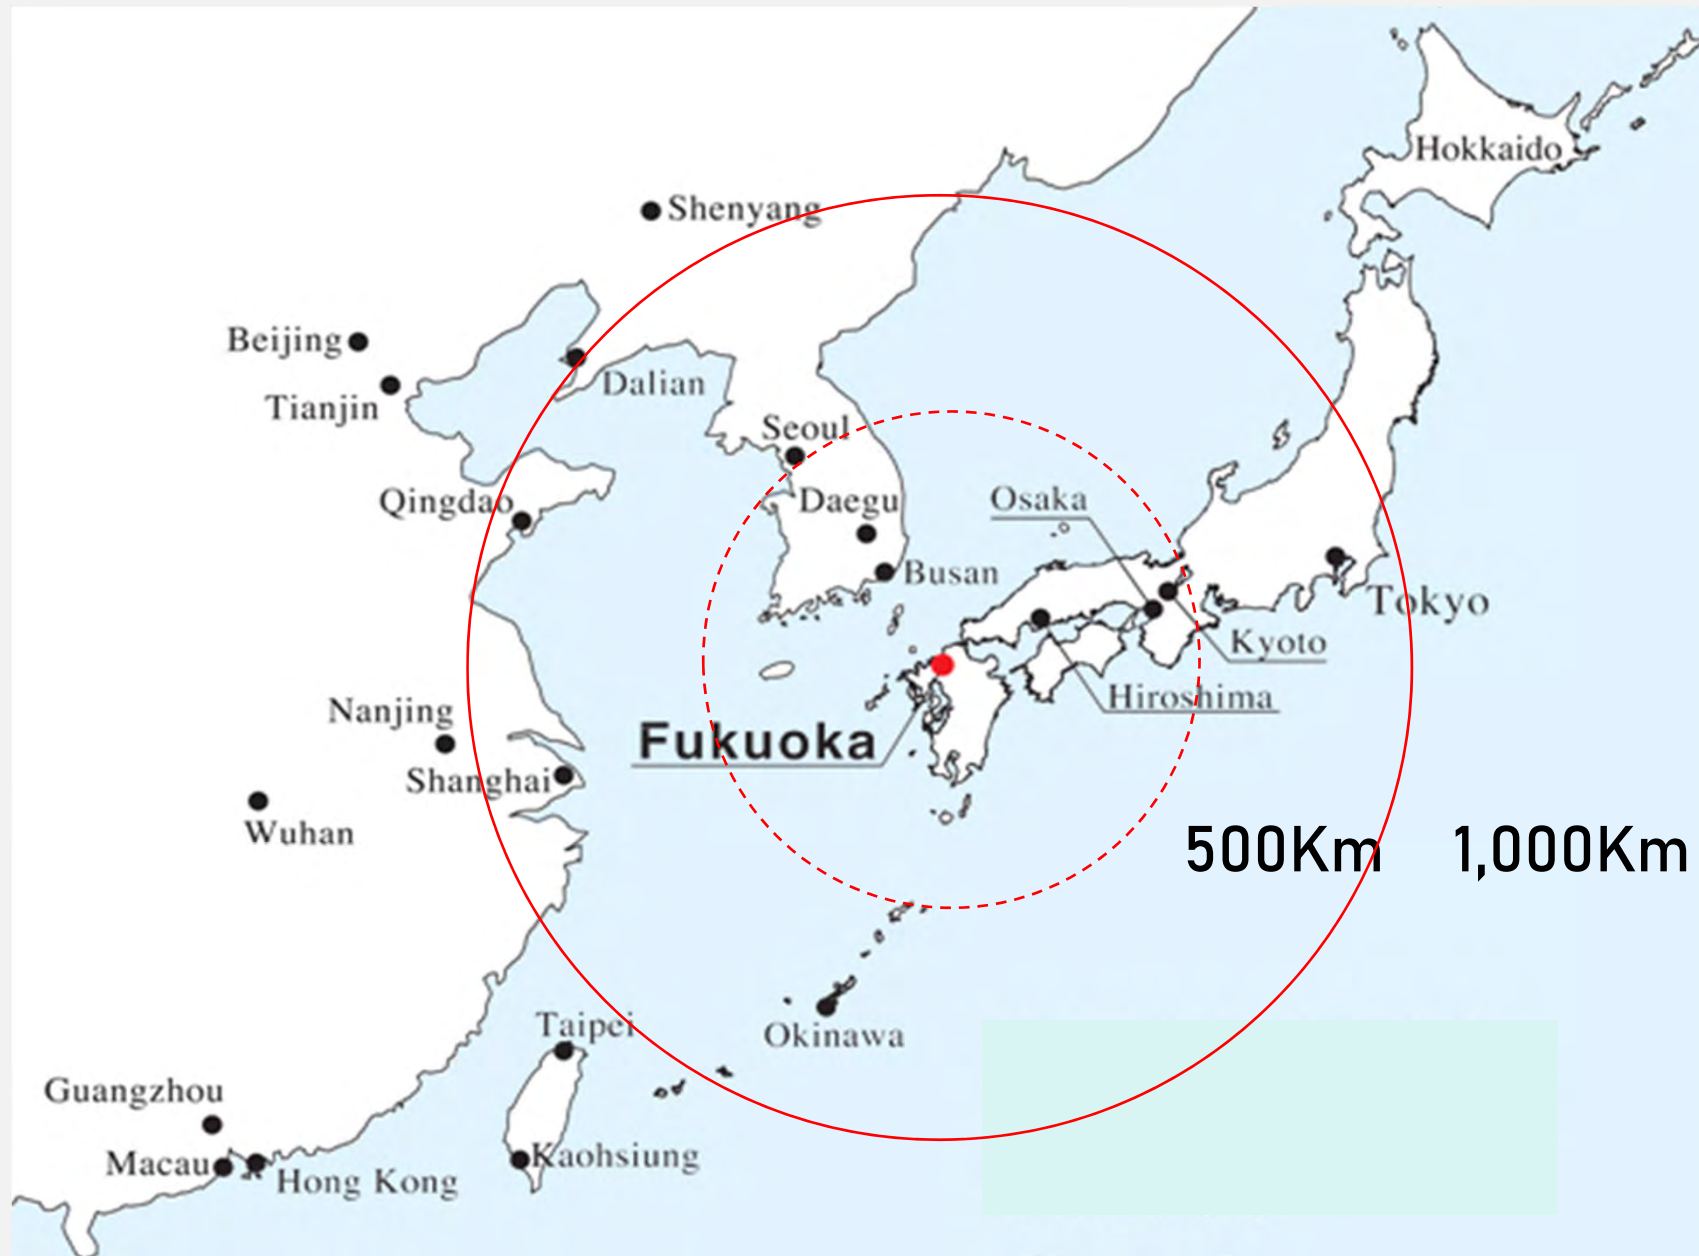 Hokkaido
Shenyang
Beijing
Tianjin
Dalian
Seoul
Qingdao
Daegu
Osaka
Busan
Tokyo
Kyoto
Hiroshima
Nanjing
Fukuoka
Shanghai
Wuhan
500Km
1,000Km
Taipei
Okinawa
Guangzhou
Macau
Hong Kong
Kaohsiung